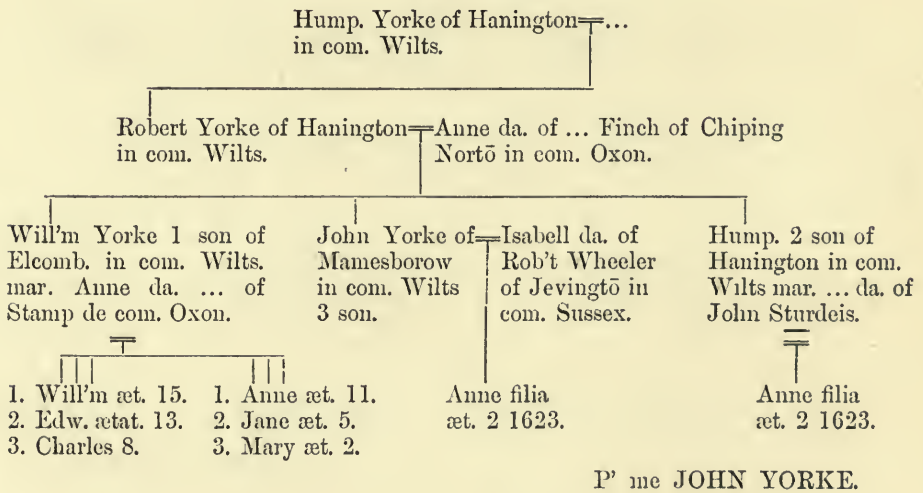 Hump. Yorke of Hanington=...
in com. Wilts.
Robert Yorke of Hanington=Anne da. of ... Finch of Chiping
in com. Wilts.
Nortō in com. Oxon.
Will'm Yorke 1 son of
Elcomb. in com. Wilts.
mar. Anne da. ... of
Stamp de com. Oxon.
John Yorke of=Isabell da. of
Mamesborow
in com. Wilts
3 son.
Rob't Wheeler
of Jevingtō in
com. Sussex.
Hump. 2 son of
Hanington in com.
Wilts mar. ... da. of
John Sturdeis.
1. Will'm æt. 15.
2. Edw. ætat. 13.
3. Charles 8.
1. Anne æt. 11.
2. Jane æt. 5.
3. Mary æt. 2.
Anne filia
æt. 2 1623.
Anne filia
æt. 2 1623.
P' me JOHN YORKE.